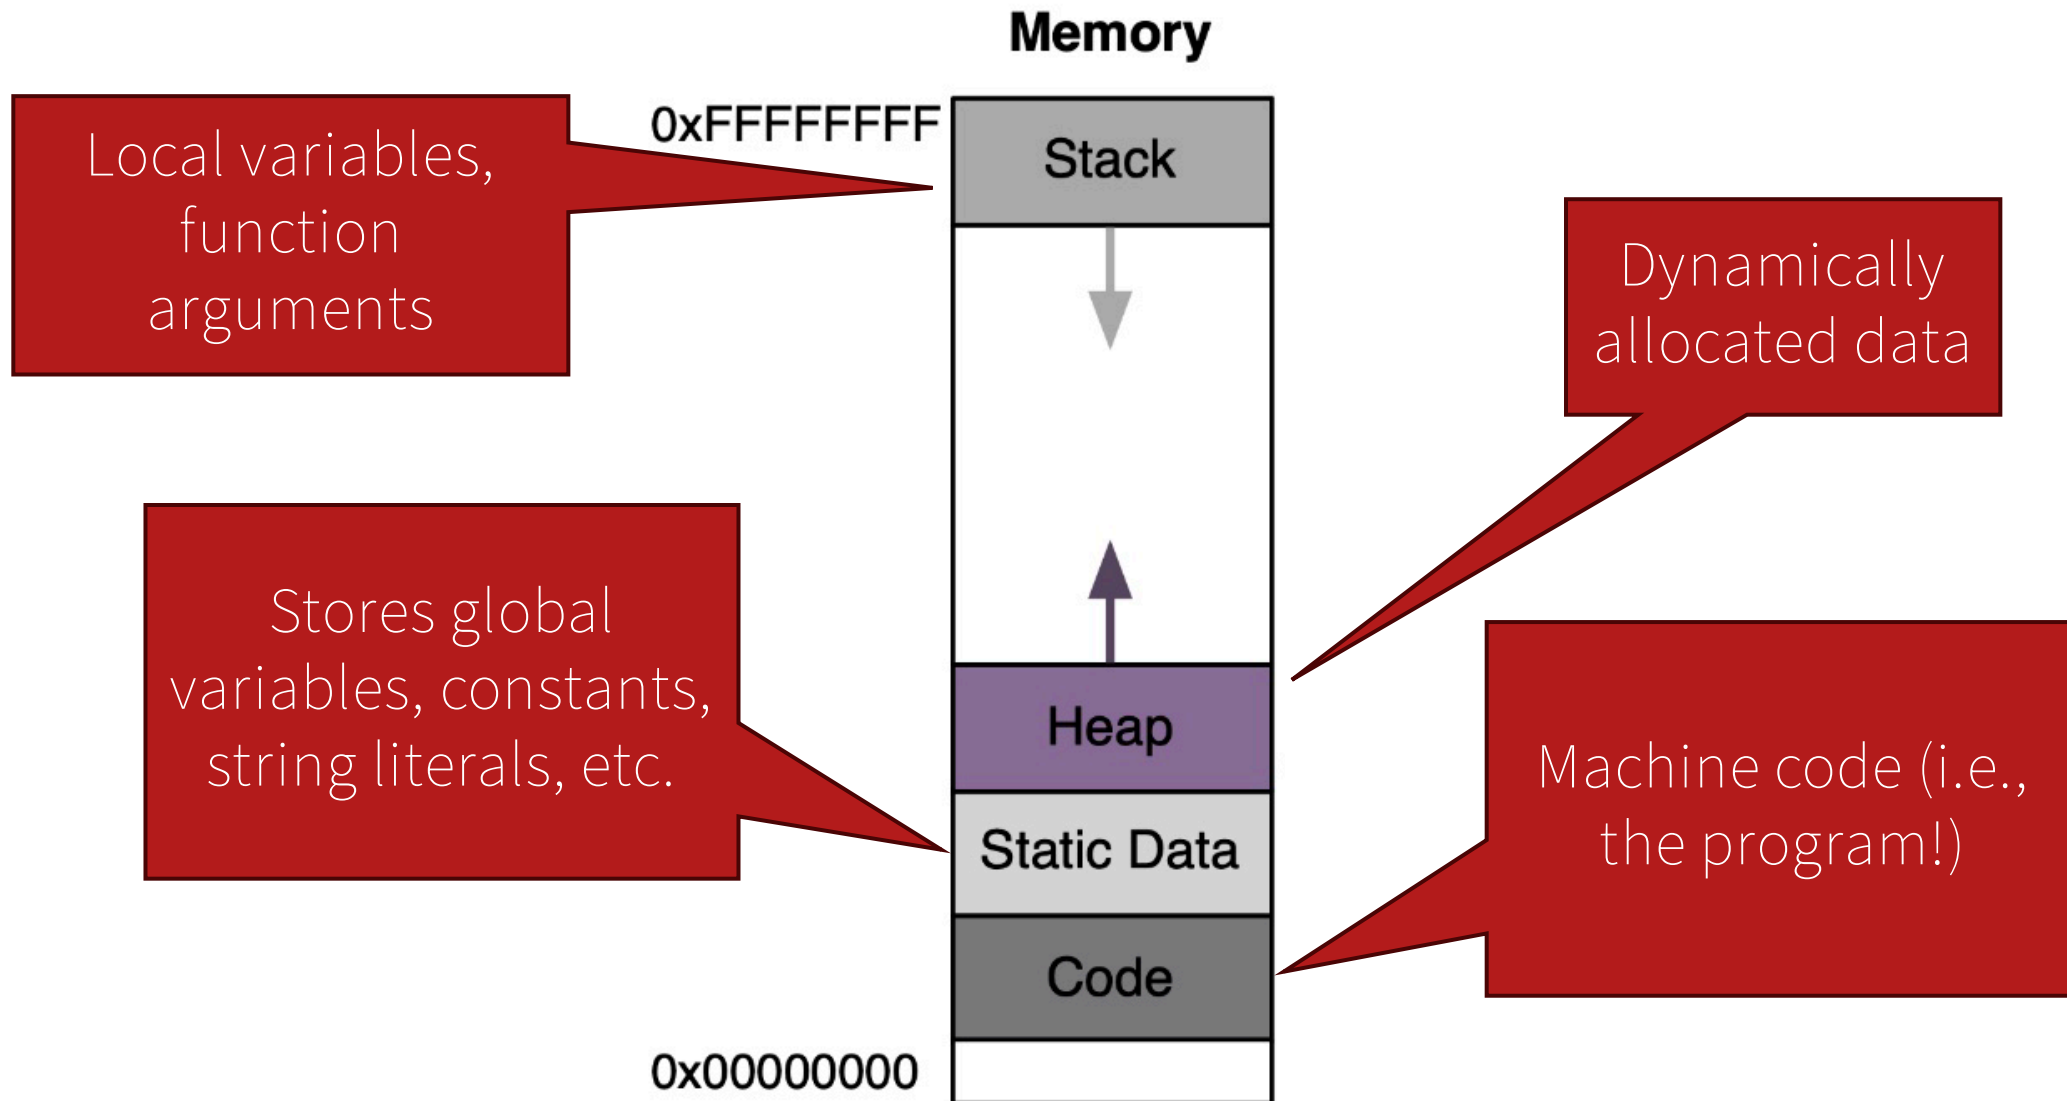 Memory
0xFFFFFFFF
Stack
Local variables,
function
arguments
Dynamically
allocated data
Stores global
variables, constants,
string literals, etc.
Heap
Machine code (i.e.,
the program!)
Static Data
Code
0x00000000